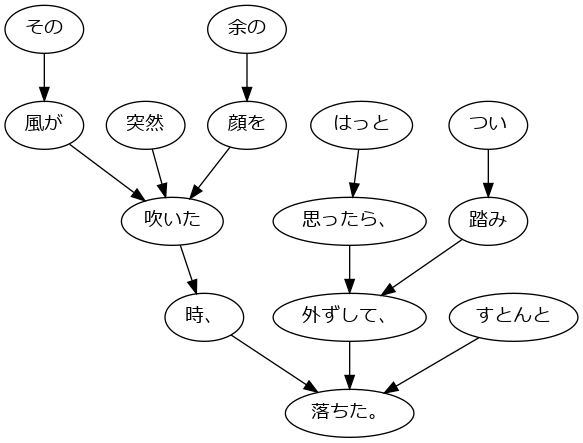 その 余の
風が 突然 顔を はっと つい
吹いた 思ったら、 踏み
時、 外ずして、 すとんと
落ちた。